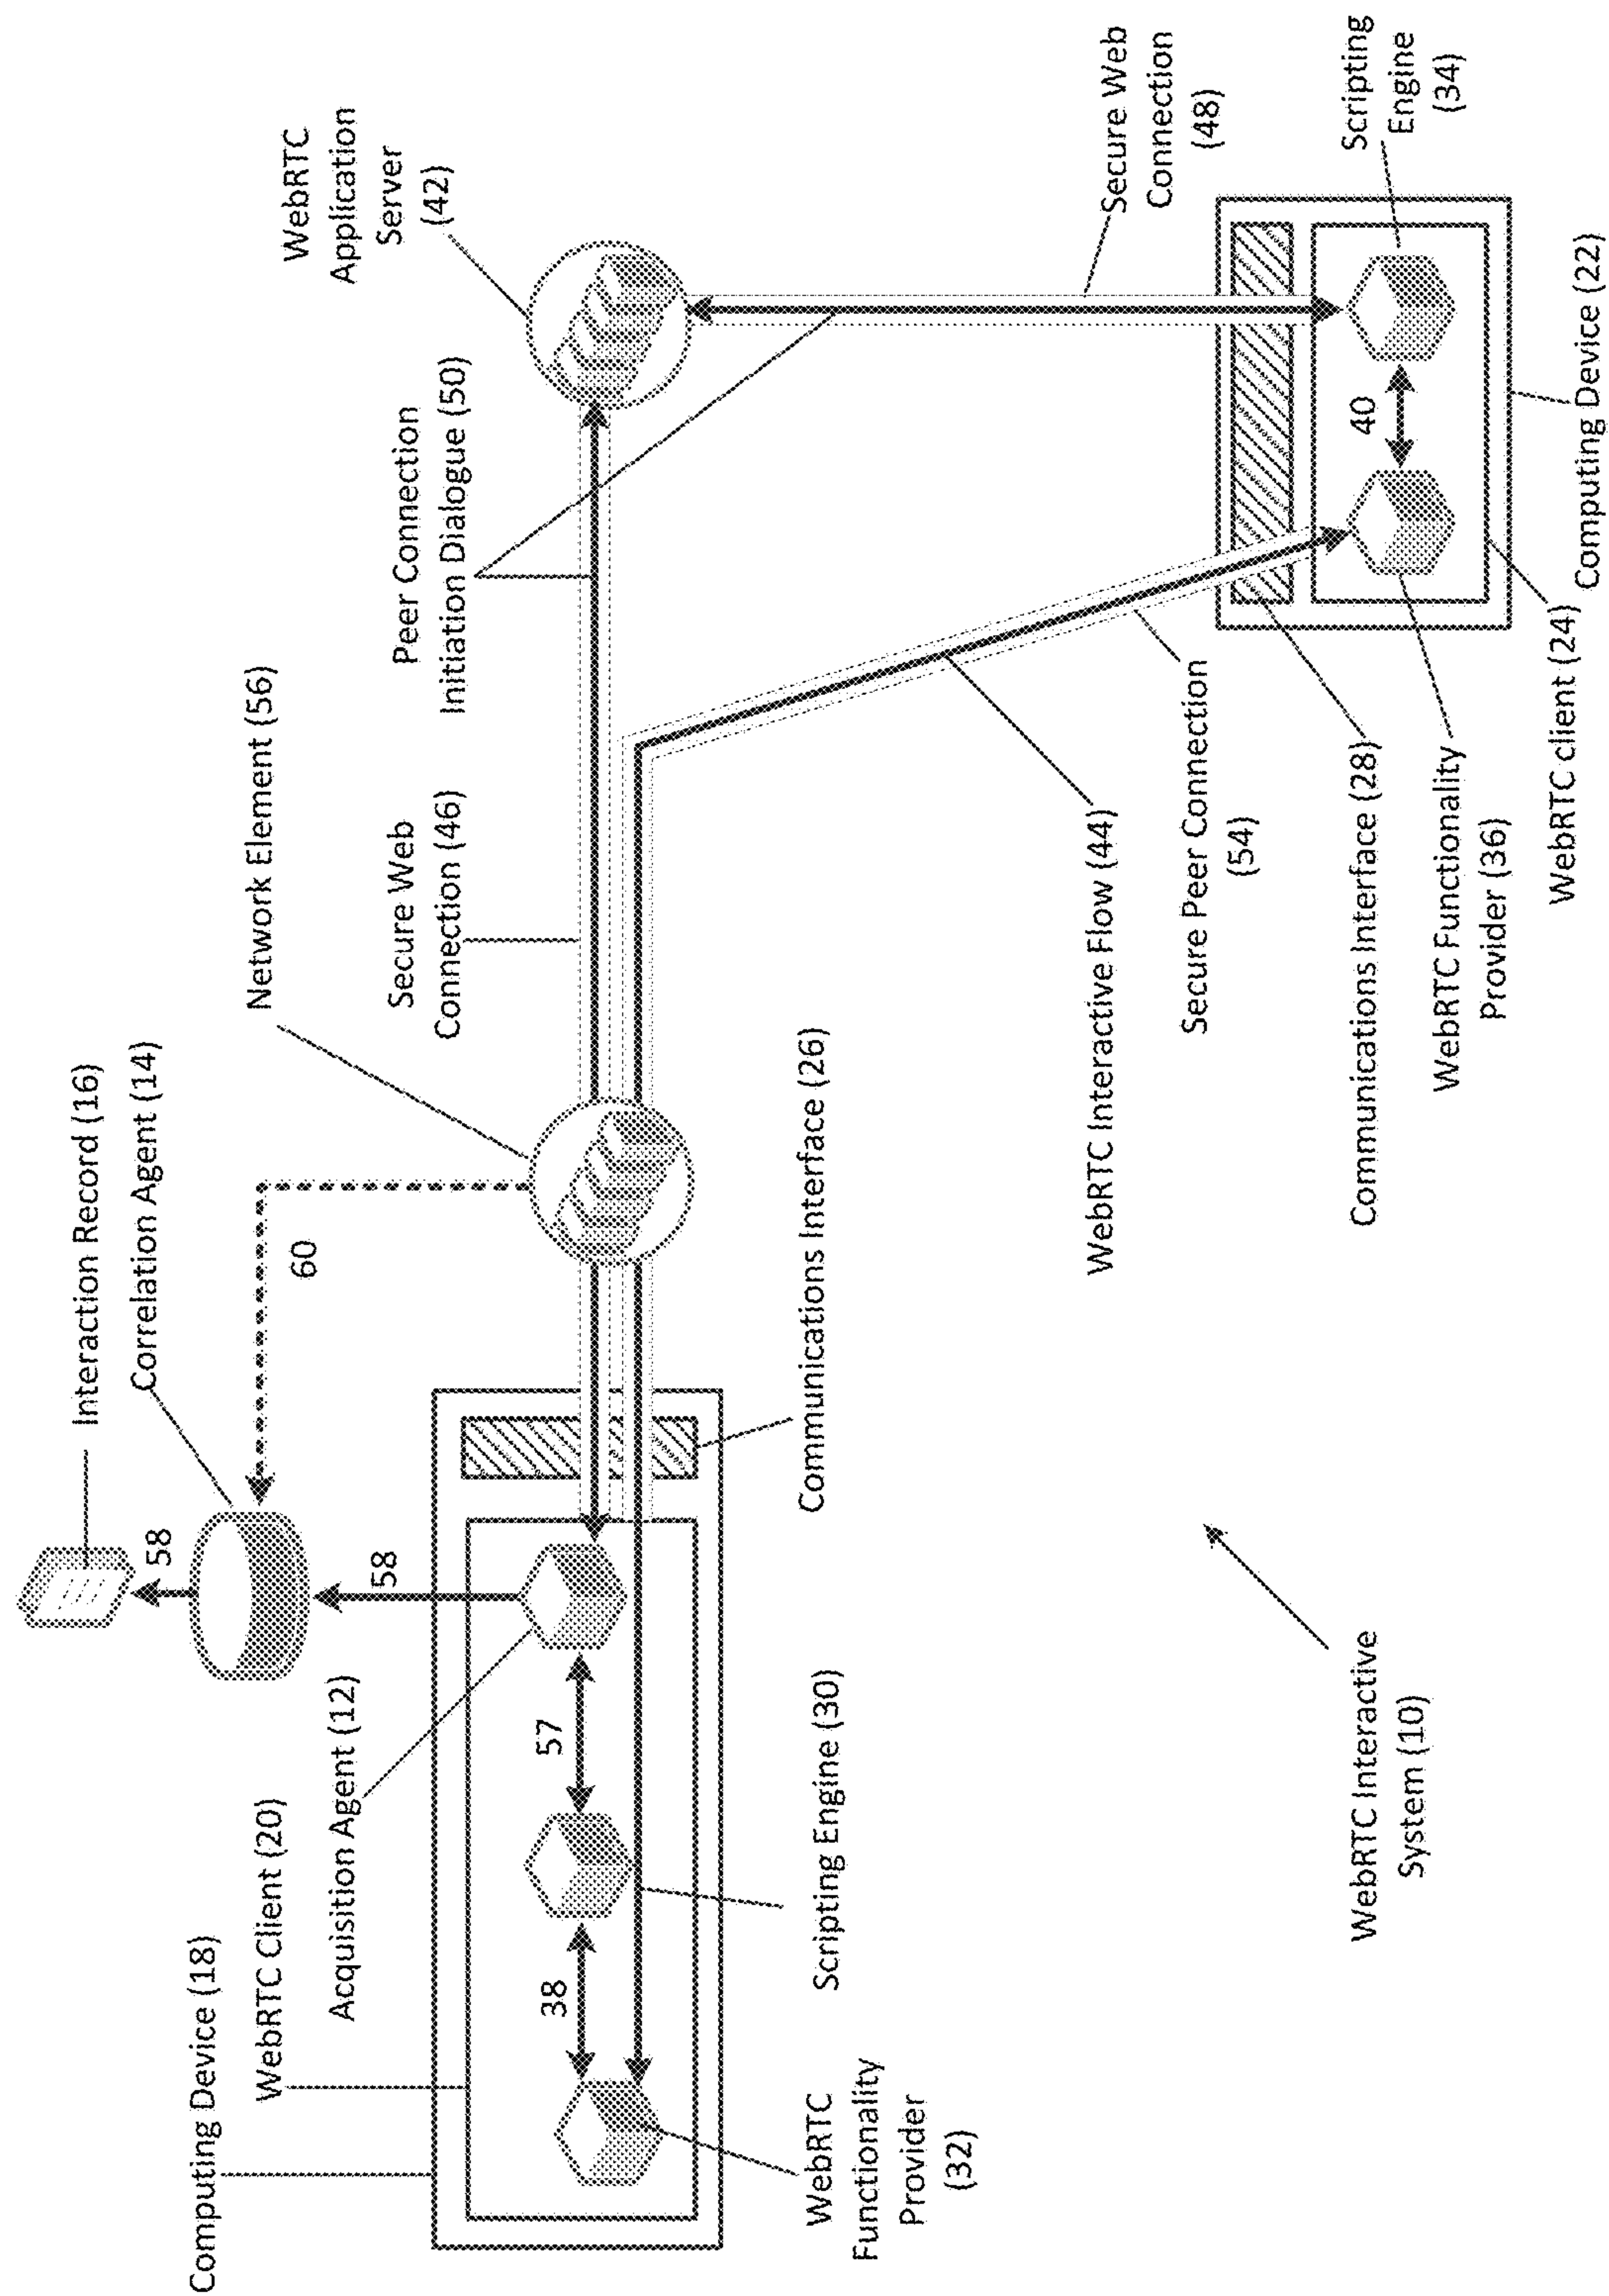 Interaction Record (16)
Correlation Agent (14)
58
58
60
Computing Device (18)
WebRTC Client (20)
Acquisition Agent (12)
38
57
WebRTC
Functionality
Provider
(32)
Scripting Engine (30)
Communications Interface (26)
Network Element (56)
Secure Web
Connection (46)
Peer Connection
Initiation Dialogue (50)
WebRTC
Application
Server
(42)
WebRTC Interactive Flow (44)
Secure Peer Connection
(54)
Secure Web
Connection
(48)
Scripting
Engine
(34)
40
Communications Interface (28)
WebRTC Functionality
Provider (36)
WebRTC client (24)
Computing Device (22)
WebRTC Interactive
System (10)